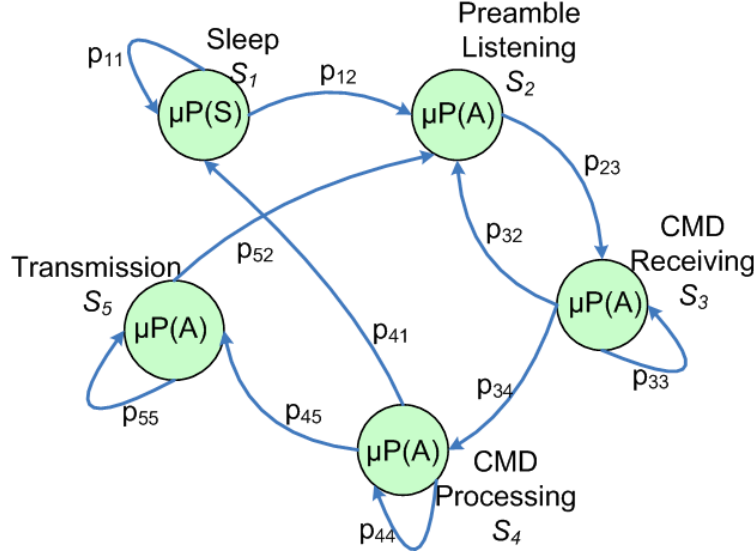 Sleep
S₁
Preamble
Listening
S₂
p₁₁
p₁₂
µP(S)
µP(A)
p₂₃
p₃₂
CMD
Receiving
S₃
Transmission
S₅
p₅₂
µP(A)
µP(A)
p₄₁
p₃₄
p₃₃
p₅₅
p₄₅
µP(A)
CMD
Processing
S₄
p₄₄